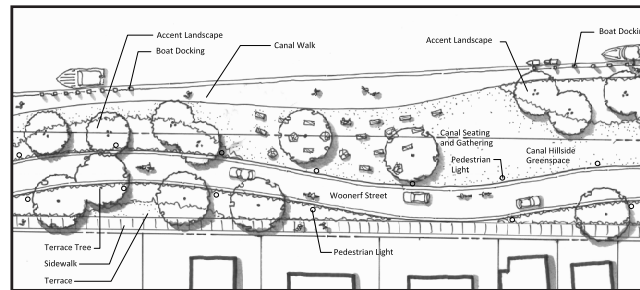 Accent Landscape
Boat Docking
Canal Walk
Accent Landscape
Boat Docki
Canal Seating
and Gathering
Pedestrian
Light
Canal Hillside
Greenspace
Woonerf Street
Terrace Tree
Sidewalk
Terrace
Pedestrian Light